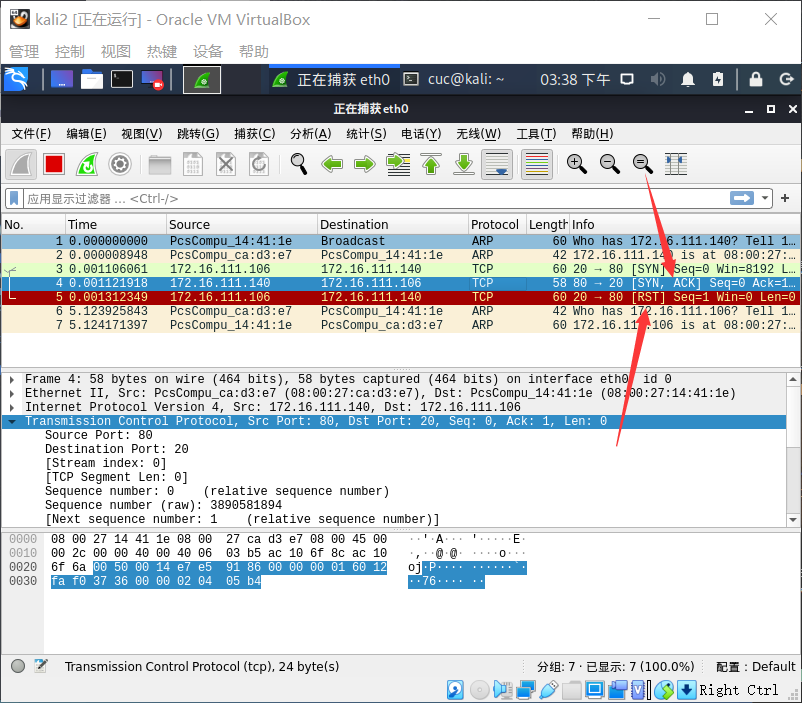 kali2 [正在运行] - Oracle VM VirtualBox
管理 控制 视图 热键 设备 帮助
正在捕获 eth0 cuc@kali: ~ 03:38 下午
正在捕获eth0
文件(F) 编辑(E) 视图(V) 跳转(G) 捕获(C) 分析(A) 统计(S) 电话(Y) 无线(W) 工具(T) 帮助(H)
应用显示过滤器 … <Ctrl-/>
No. Time Source Destination Protocol Length Info
1 0.000000000 PcsCompu_14:41:1e Broadcast ARP 60 Who has 172.16.111.140? Tell 1…
2 0.000008948 PcsCompu_ca:d3:e7 PcsCompu_14:41:1e ARP 42 172.16.111.140 is at 08:00:27:…
3 0.001106061 172.16.111.106 172.16.111.140 TCP 60 20 → 80 [SYN] Seq=0 Win=8192 L…
4 0.001121918 172.16.111.140 172.16.111.106 TCP 58 80 → 20 [SYN, ACK] Seq=0 Ack=1…
5 0.001312349 172.16.111.106 172.16.111.140 TCP 60 20 → 80 [RST] Seq=1 Win=0 Len=0
6 5.123925843 PcsCompu_ca:d3:e7 PcsCompu_14:41:1e ARP 42 Who has 172.16.111.106? Tell 1…
7 5.124171397 PcsCompu_14:41:1e PcsCompu_ca:d3:e7 ARP 60 172.16.111.106 is at 08:00:27:…
Frame 4: 58 bytes on wire (464 bits), 58 bytes captured (464 bits) on interface eth0, id 0
Ethernet II, Src: PcsCompu_ca:d3:e7 (08:00:27:ca:d3:e7), Dst: PcsCompu_14:41:1e (08:00:27:14:41:1e)
Internet Protocol Version 4, Src: 172.16.111.140, Dst: 172.16.111.106
Transmission Control Protocol, Src Port: 80, Dst Port: 20, Seq: 0, Ack: 1, Len: 0
Source Port: 80
Destination Port: 20
[Stream index: 0]
[TCP Segment Len: 0]
Sequence number: 0 (relative sequence number)
Sequence number (raw): 3890581894
[Next sequence number: 1 (relative sequence number)]
0000 08 00 27 14 41 1e 08 00 27 ca d3 e7 08 00 45 00 ··'·A··· '·····E·
0010 00 2c 00 00 40 00 40 06 03 b5 ac 10 6f 8c ac 10 ·,··@·@· ····o···
0020 6f 6a 00 50 00 14 e7 e5 91 86 00 00 00 01 60 12 oj·P···· ······`·
0030 fa f0 37 36 00 00 02 04 05 b4 ··76···· ··
Transmission Control Protocol (tcp), 24 byte(s) 分组: 7 · 已显示: 7 (100.0%) 配置: Default
Right Ctrl